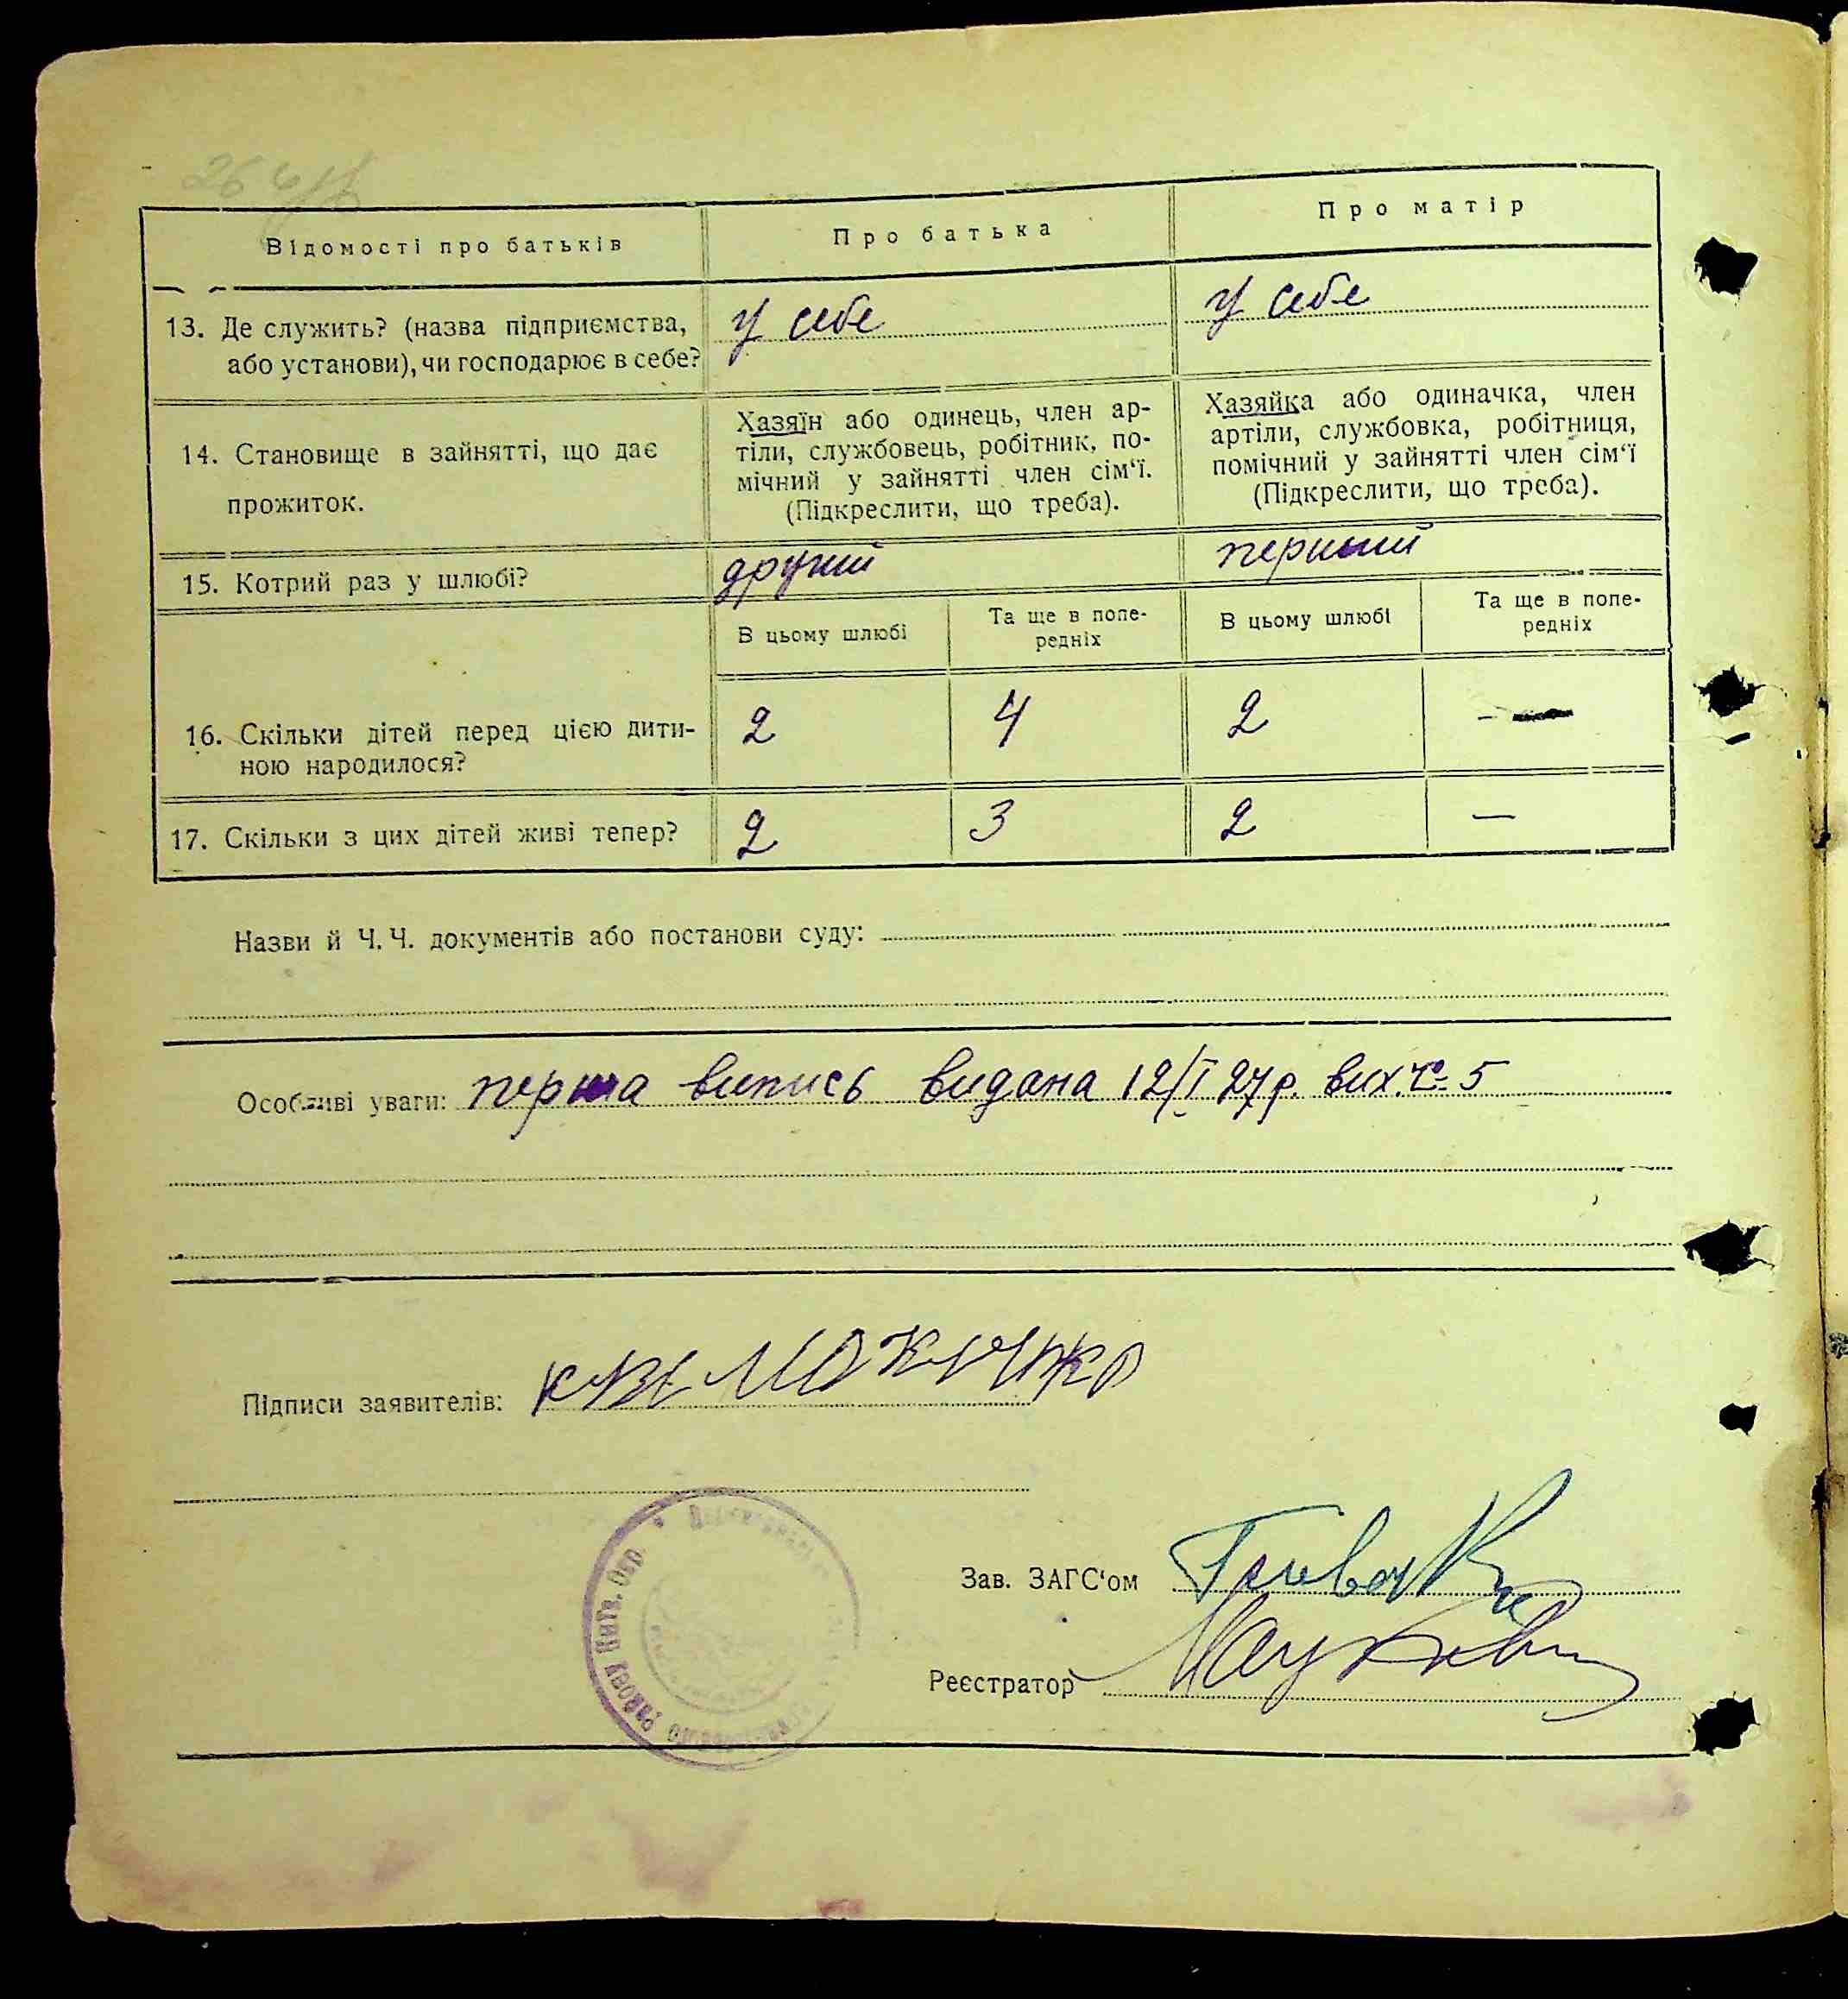 Відомості про батьків
Про батька
Про матір
13. Де служить? (назва підприємства,
або установи), чи господарює в себе?
у себе
у себе
14. Становище в зайнятті, що дає
прожиток.
Хазяїн або одинець, член ар-
тіли, службовець, робітник, по-
мічний у зайнятті член сім‘ї.
(Підкреслити, що треба).
Хазяйка або одиначка, член
артіли, службовка, робітниця,
помічний у зайнятті член сім‘ї
(Підкреслити, що треба).
15. Котрий раз у шлюбі?
другий
перший
В цьому шлюбі
Та ще в попе-
редніх
В цьому шлюбі
Та ще в попе-
редніх
16. Скільки дітей перед цією дити-
ною народилося?
2 4 2 —
17. Скільки з цих дітей живі тепер?
2 3 2 —
Назви й Ч. Ч. документів або постанови суду:
Особливі уваги: перша випись видана 12/I 27 р. вих. № 5
Підписи заявителів:
Зав. ЗАГС‘ом
Реєстратор
Району Жит. Окр.